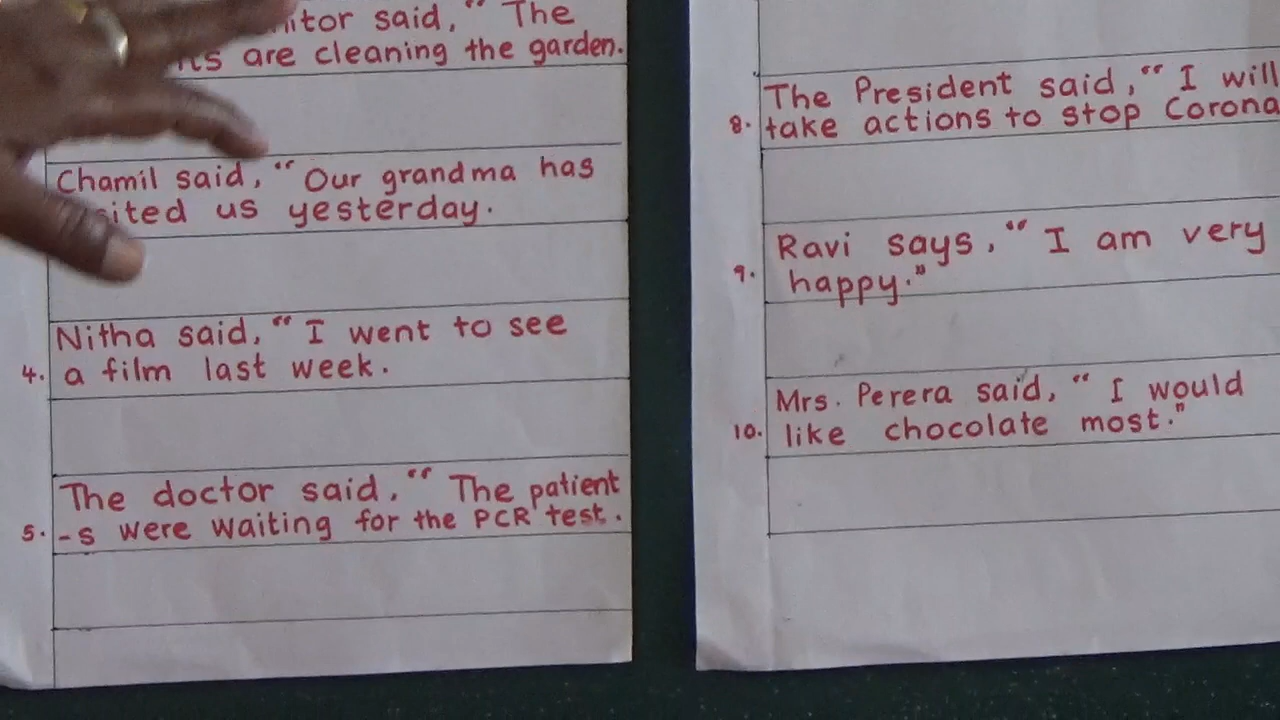 said, " The
are cleaning the garden.
Chamil said, " Our grandma has
us yesterday.
Nitha said, " I went to see
4. a film last week.
The doctor said, " The patient
5. -s were waiting for the PCR test.
The President said, " I will
8. take actions to stop Corona
Ravi says, " I am very
9. happy."
Mrs. Perera said, " I would
10. like chocolate most."